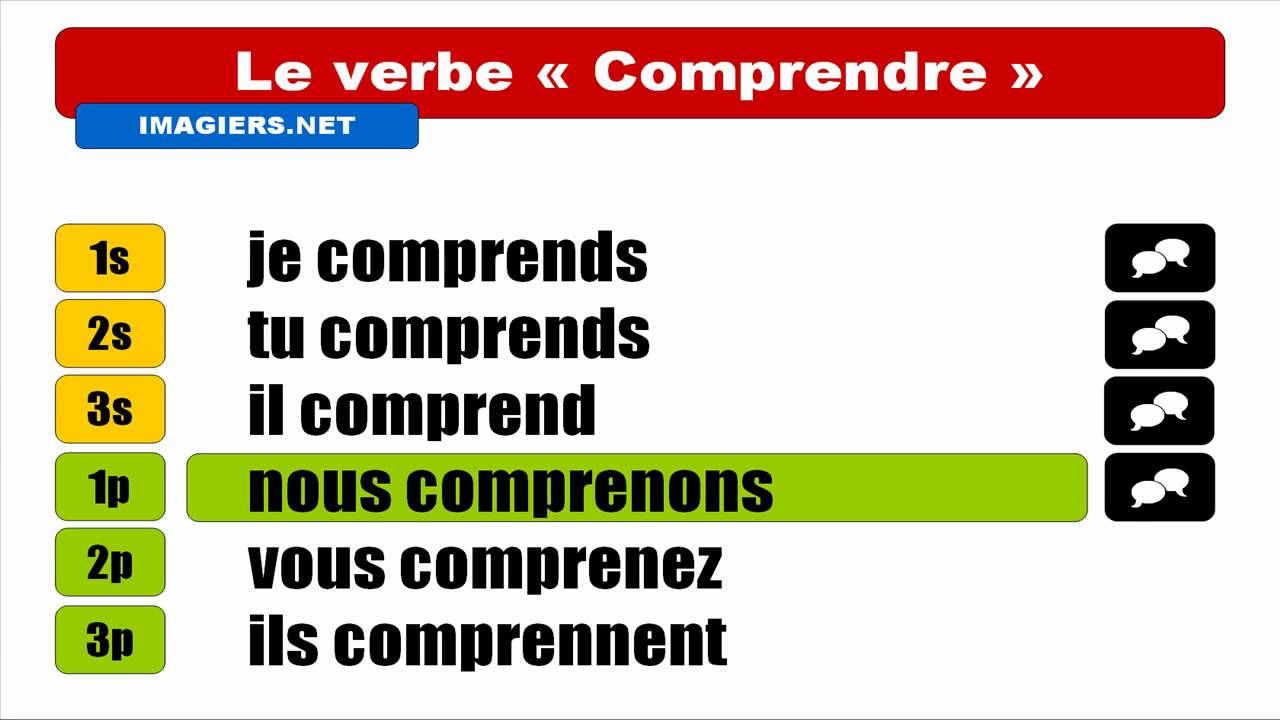 Le verbe « Comprendre »
IMAGIERS.NET
1s je comprends
2s tu comprends
3s il comprend
1p nous comprenons
2p vous comprenez
3p ils comprennent